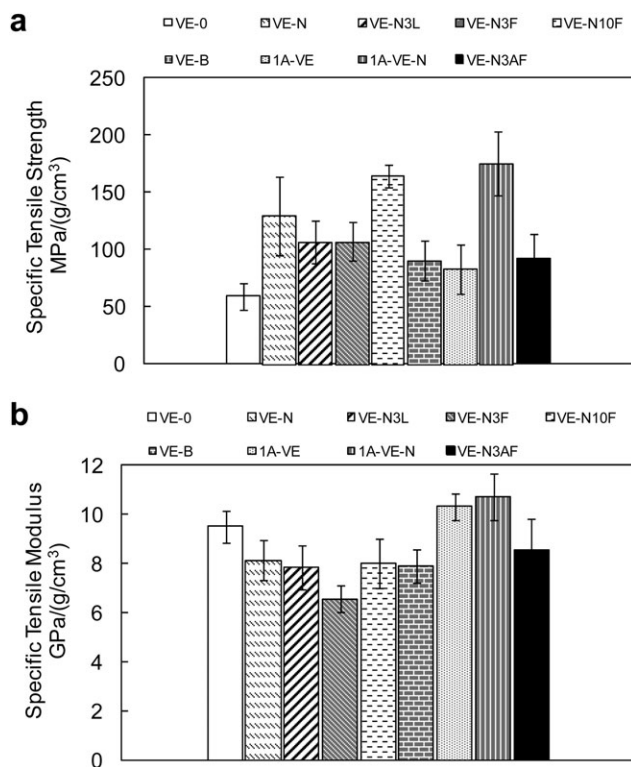 a
VE-0 VE-N VE-N3L VE-N3F VE-N10F
VE-B 1A-VE 1A-VE-N VE-N3AF
Specific Tensile Strength
MPa/(g/cm³)
250
200
150
100
50
0
b
VE-0 VE-N VE-N3L VE-N3F VE-N10F
VE-B 1A-VE 1A-VE-N VE-N3AF
Specific Tensile Modulus
GPa/(g/cm³)
12
10
8
6
4
2
0